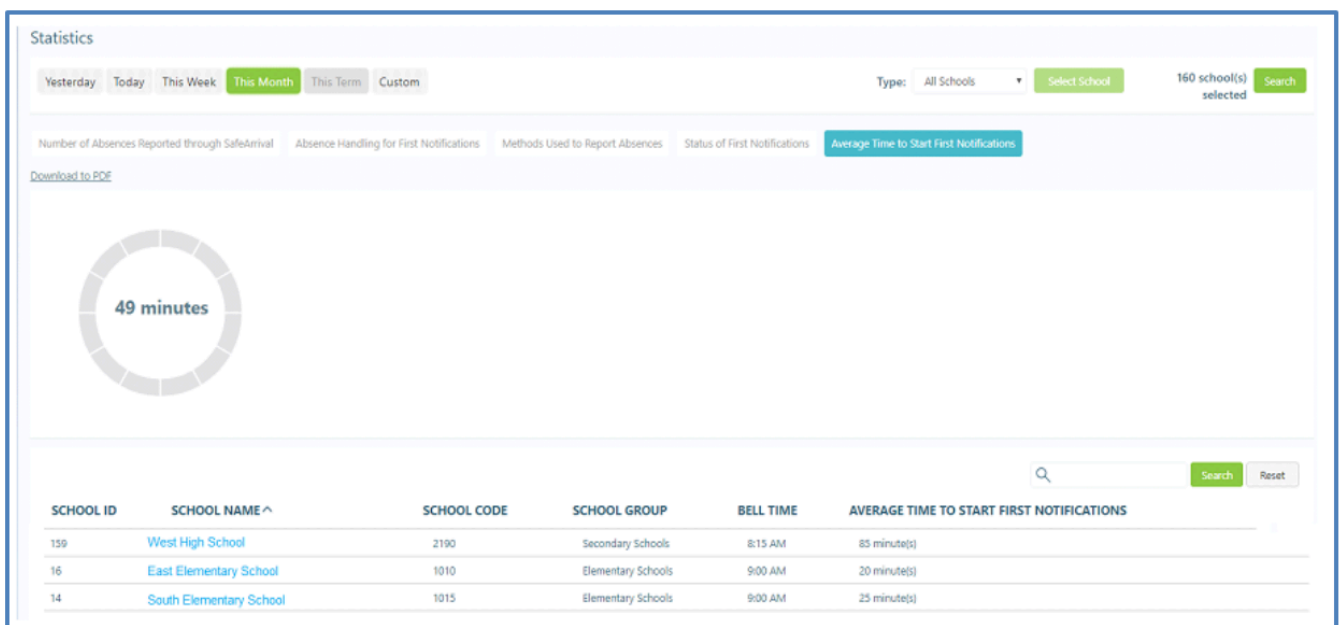 Statistics
Yesterday Today This Week This Month This Term Custom Type: All Schools Select School 160 school(s) selected Search
Number of Absences Reported through SafeArrival Absence Handling for First Notifications Methods Used to Report Absences Status of First Notifications Average Time to Start First Notifications
Download to PDF
49 minutes
Search Reset
SCHOOL ID SCHOOL NAME SCHOOL CODE SCHOOL GROUP BELL TIME AVERAGE TIME TO START FIRST NOTIFICATIONS
159 West High School 2190 Secondary Schools 8:15 AM 85 minute(s)
16 East Elementary School 1010 Elementary Schools 9:00 AM 20 minute(s)
14 South Elementary School 1015 Elementary Schools 9:00 AM 25 minute(s)